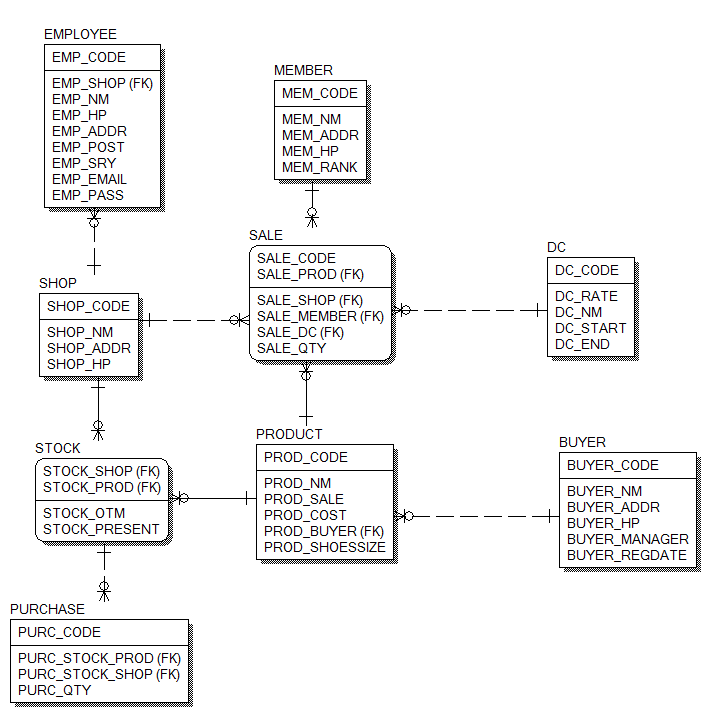 EMPLOYEE
EMP_CODE
EMP_SHOP (FK)
EMP_NM
EMP_HP
EMP_ADDR
EMP_POST
EMP_SRY
EMP_EMAIL
EMP_PASS
MEMBER
MEM_CODE
MEM_NM
MEM_ADDR
MEM_HP
MEM_RANK
SALE
SALE_CODE
SALE_PROD (FK)
SALE_SHOP (FK)
SALE_MEMBER (FK)
SALE_DC (FK)
SALE_QTY
DC
DC_CODE
DC_RATE
DC_NM
DC_START
DC_END
SHOP
SHOP_CODE
SHOP_NM
SHOP_ADDR
SHOP_HP
STOCK
STOCK_SHOP (FK)
STOCK_PROD (FK)
STOCK_OTM
STOCK_PRESENT
PRODUCT
PROD_CODE
PROD_NM
PROD_SALE
PROD_COST
PROD_BUYER (FK)
PROD_SHOESSIZE
BUYER
BUYER_CODE
BUYER_NM
BUYER_ADDR
BUYER_HP
BUYER_MANAGER
BUYER_REGDATE
PURCHASE
PURC_CODE
PURC_STOCK_PROD (FK)
PURC_STOCK_SHOP (FK)
PURC_QTY